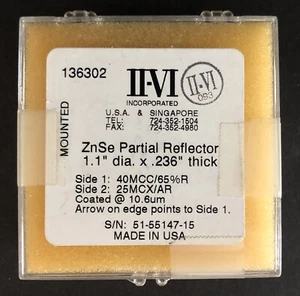 136302
II·VI
INCORPORATED
II·VI
093
MOUNTED
U.S.A. & SINGAPORE
TEL: 724-352-1504
FAX: 724-352-4980
ZnSe Partial Reflector
1.1" dia. x .236" thick
Side 1: 40MCC/65%R
Side 2: 25MCX/AR
Coated @ 10.6um
Arrow on edge points to Side 1.
S/N: 51-55147-15
MADE IN USA